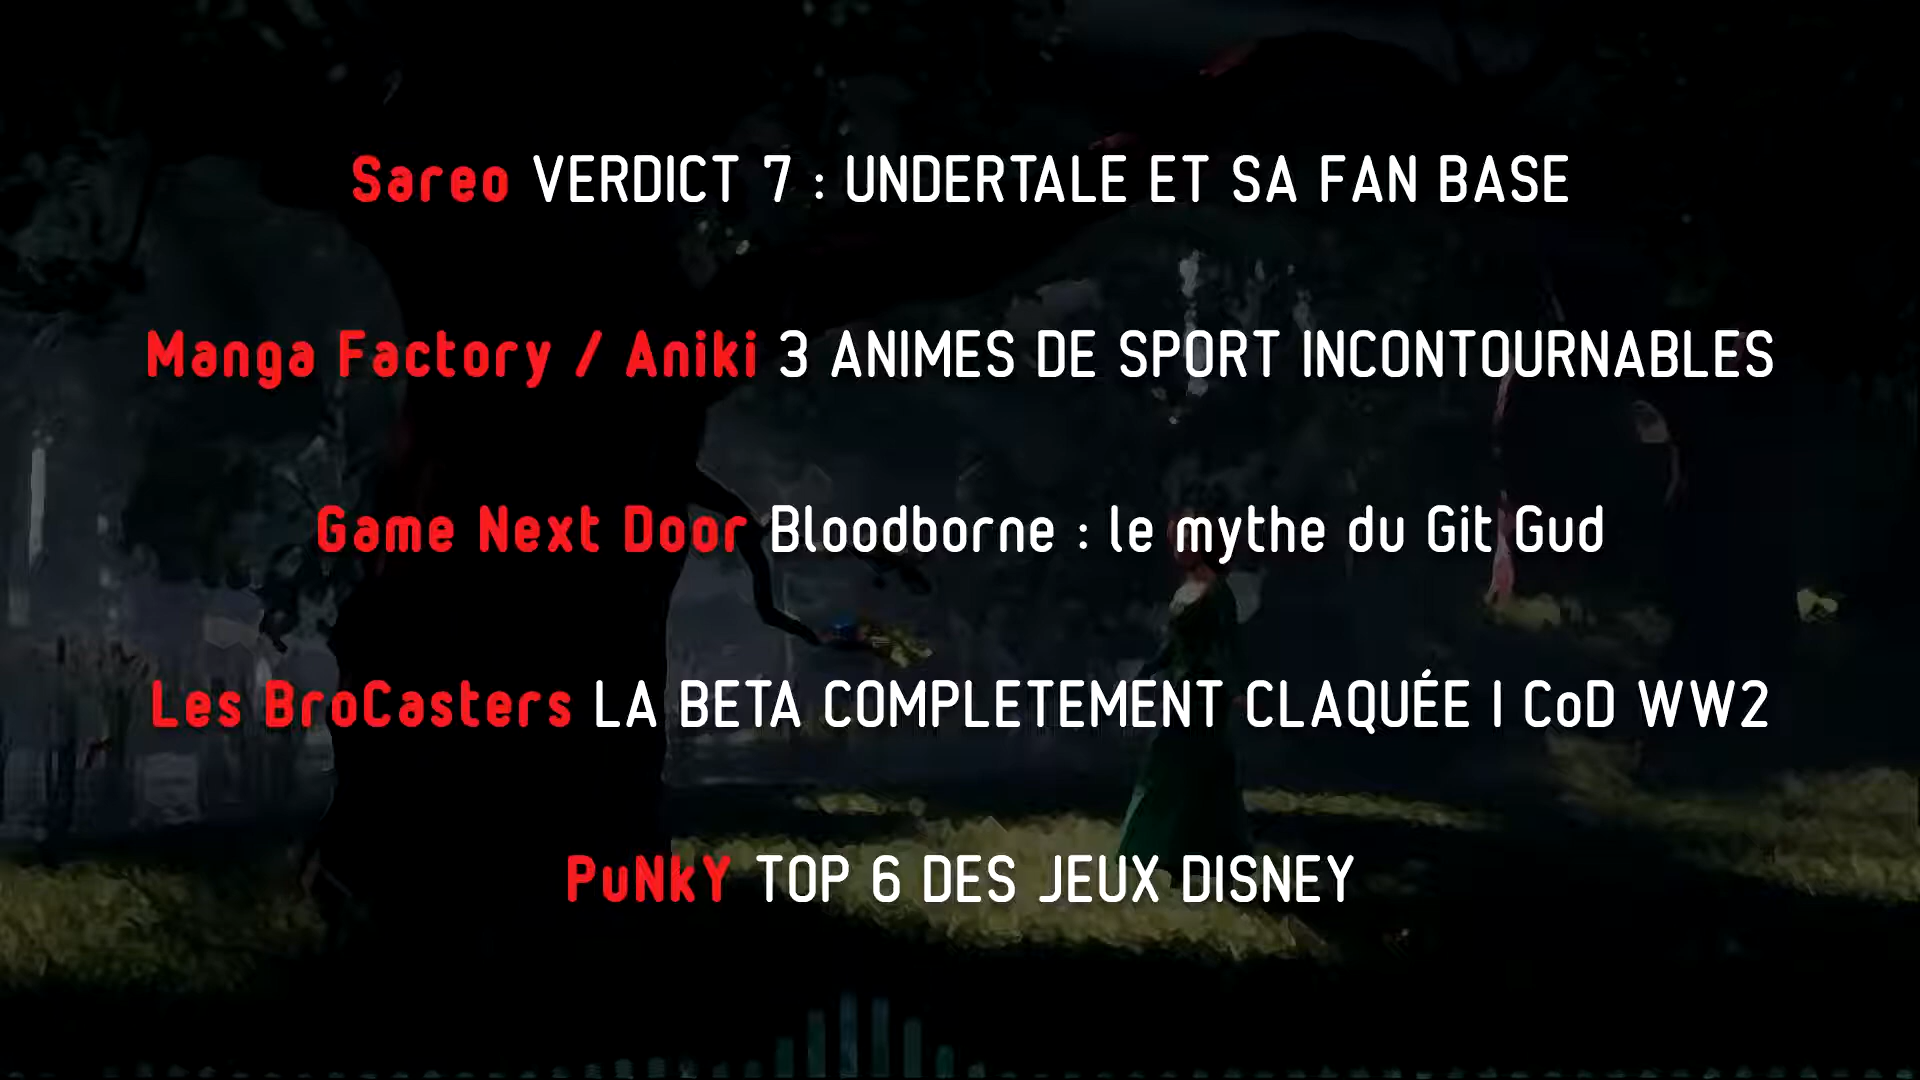 Sareo VERDICT 7 : UNDERTALE ET SA FAN BASE
Manga Factory / Aniki 3 ANIMES DE SPORT INCONTOURNABLES
Game Next Door Bloodborne : le mythe du Git Gud
Les BroCasters LA BETA COMPLETEMENT CLAQUÉE | CoD WW2
PuNkY TOP 6 DES JEUX DISNEY